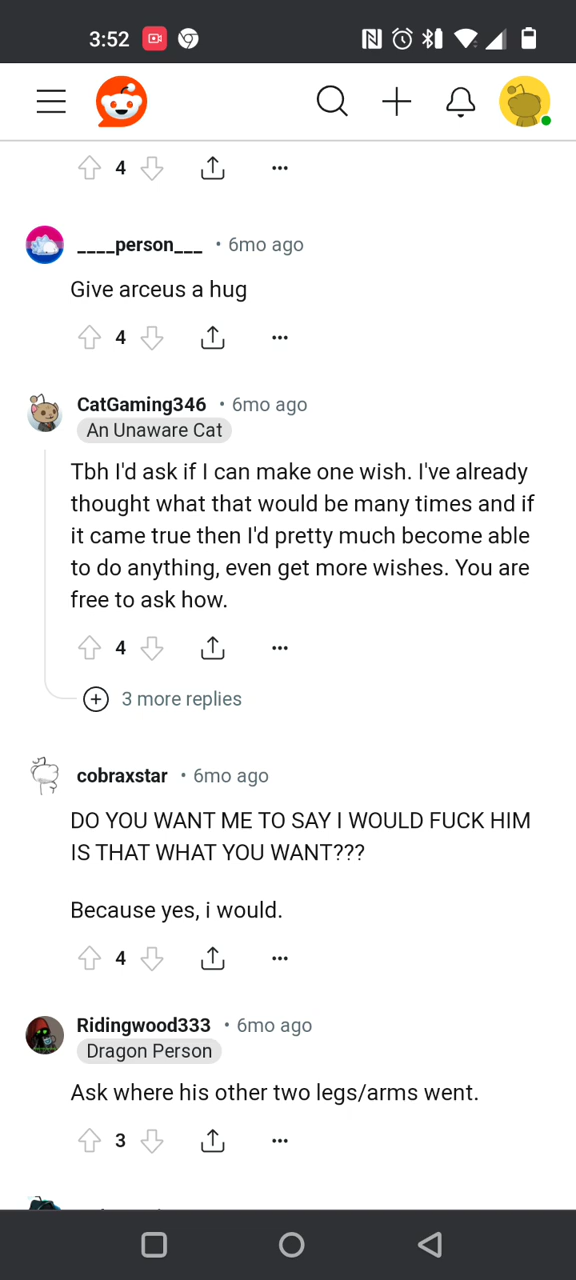 3:52
4
____person___ • 6mo ago
Give arceus a hug
4
CatGaming346 • 6mo ago
An Unaware Cat
Tbh I'd ask if I can make one wish. I've already
thought what that would be many times and if
it came true then I'd pretty much become able
to do anything, even get more wishes. You are
free to ask how.
4
3 more replies
cobraxstar • 6mo ago
DO YOU WANT ME TO SAY I WOULD FUCK HIM
IS THAT WHAT YOU WANT???
Because yes, i would.
4
Ridingwood333 • 6mo ago
Dragon Person
Ask where his other two legs/arms went.
3